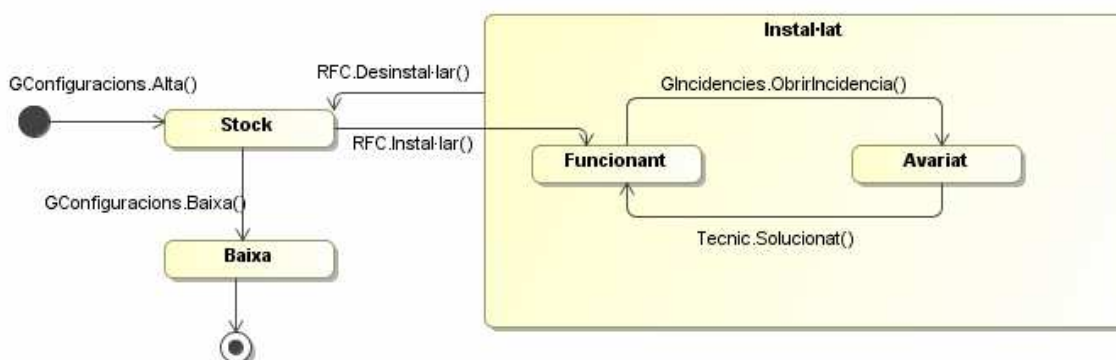 Instal·lat
GConfiguracions.Alta()
RFC.Desinstal·lar()
GIncidencies.ObrirIncidencia()
Stock
RFC.Instal·lar()
Funcionant
Avariat
GConfiguracions.Baixa()
Tecnic.Solucionat()
Baixa